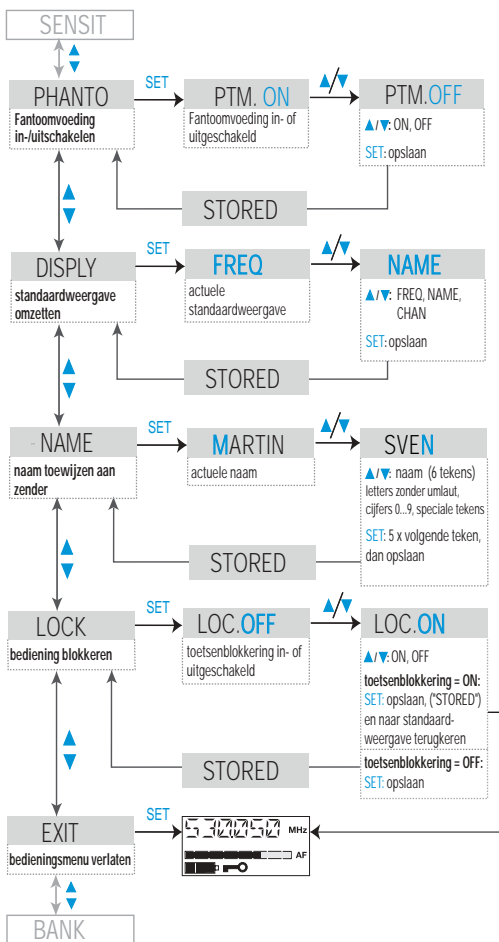 SENSIT
▲
▼
PHANTO
Fantoomvoeding
in-/uitschakelen
SET
PTM. ON
Fantoomvoeding in- of
uitgeschakeld
▲/▼
PTM.OFF
▲/▼: ON, OFF
SET: opslaan
STORED
▲
▼
DISPLY
standaardweergave
omzetten
SET
FREQ
actuele
standaardweergave
▲/▼
NAME
▲/▼: FREQ, NAME,
CHAN
SET: opslaan
STORED
▲
▼
NAME
naam toewijzen aan
zender
SET
MARTIN
actuele naam
▲/▼
SVEN
▲/▼: naam (6 tekens)
letters zonder umlaut,
cijfers 0...9, speciale tekens
SET: 5 x volgende teken,
dan opslaan
STORED
▲
▼
LOCK
bediening blokkeren
SET
LOC.OFF
toetsenblokkering in- of
uitgeschakeld
▲/▼
LOC.ON
▲/▼: ON, OFF
toetsenblokkering = ON:
SET: opslaan, ("STORED")
en naar standaard-
weergave terugkeren
toetsenblokkering = OFF:
SET: opslaan
STORED
▲
▼
EXIT
bedieningsmenu verlaten
SET
530.050 MHz
AF
▲
▼
BANK